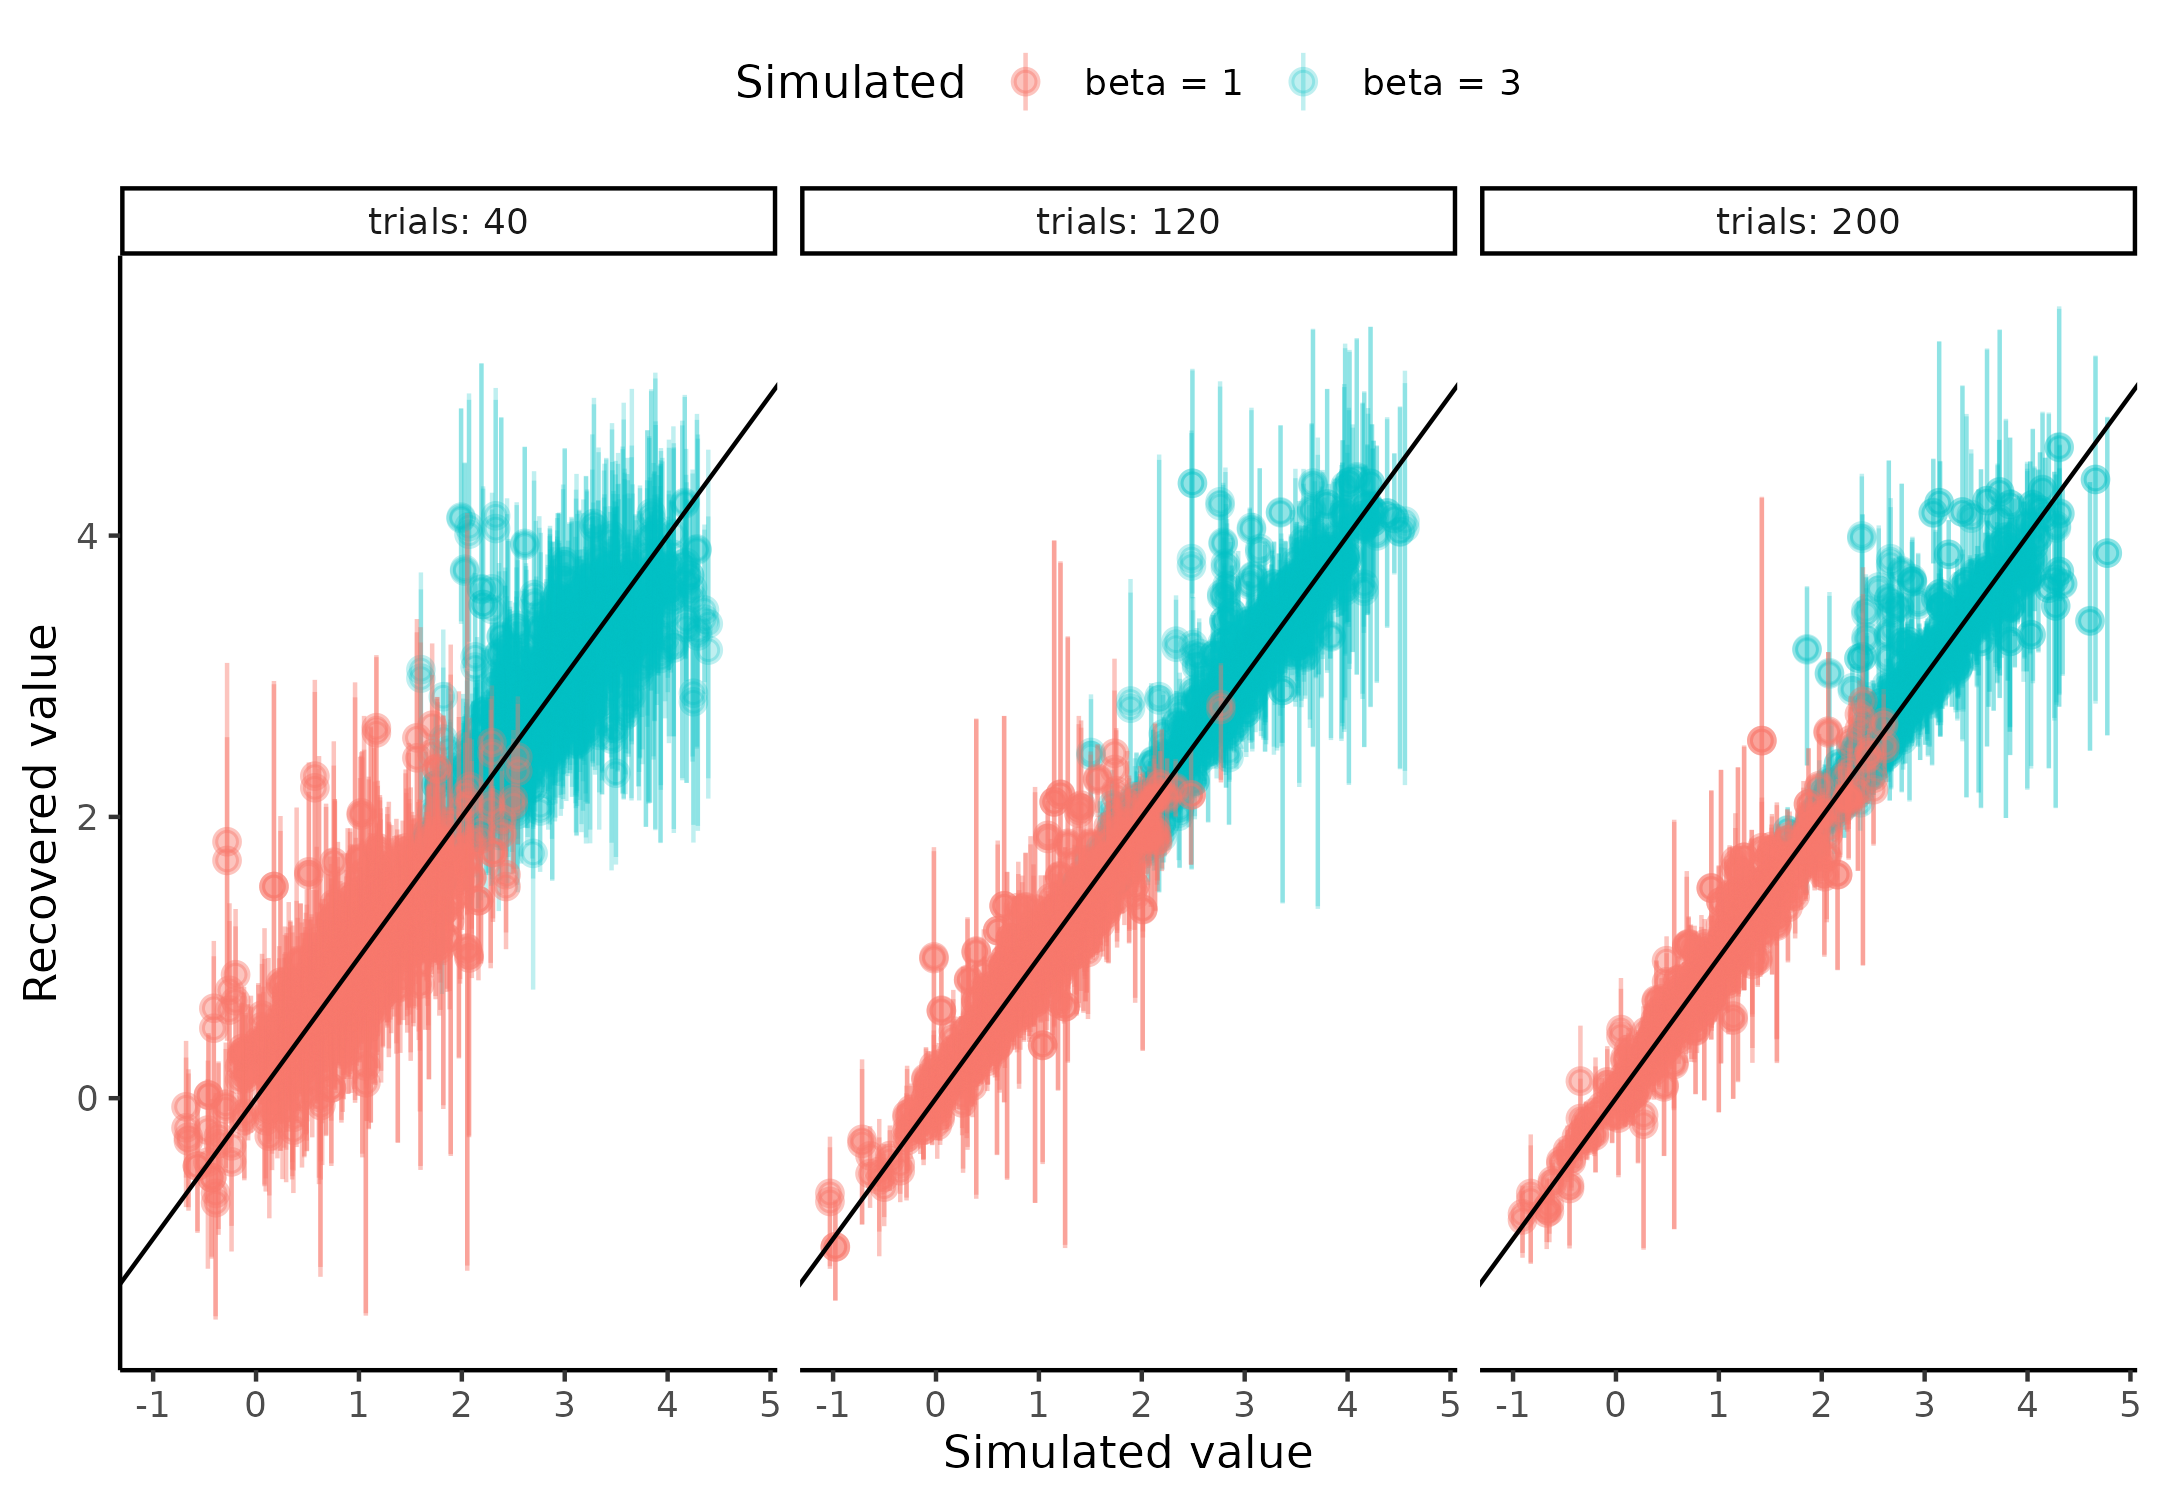 Simulated beta = 1 beta = 3
trials: 40 trials: 120 trials: 200
4
2
0
Recovered value
-1 0 1 2 3 4 5 -1 0 1 2 3 4 5 -1 0 1 2 3 4 5
Simulated value